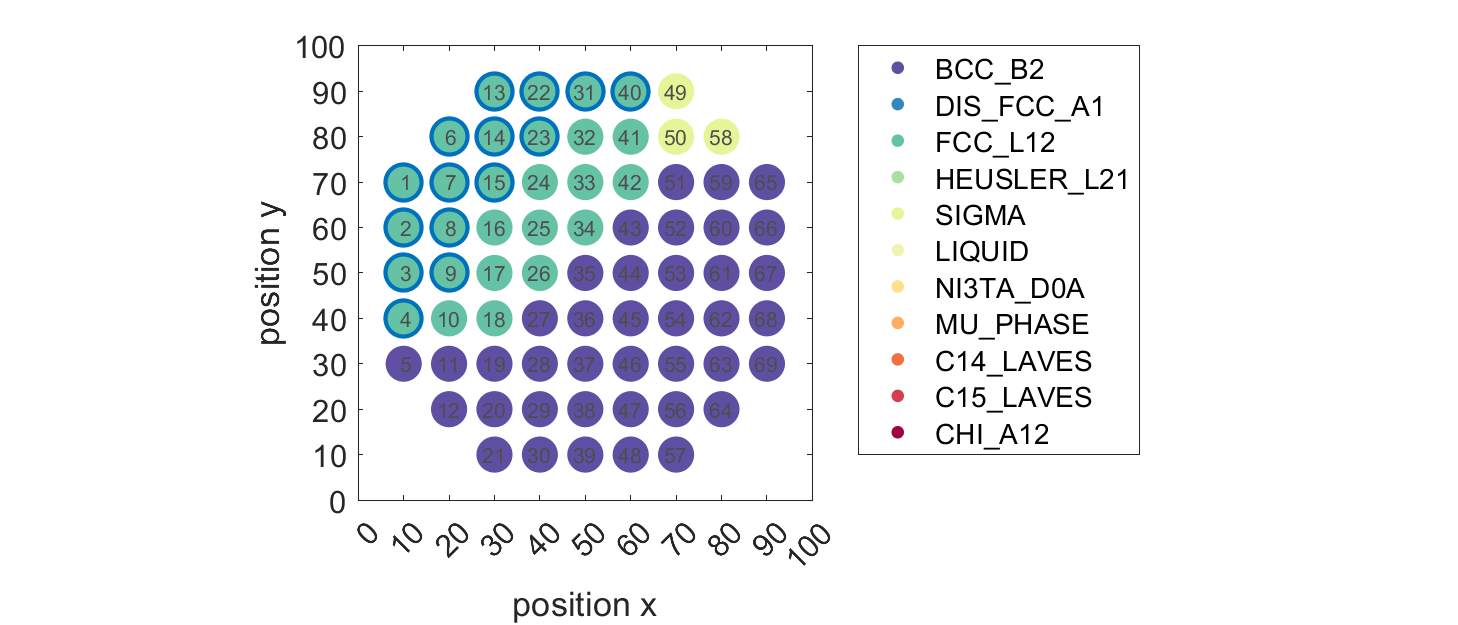 100
90 13 22 31 40 49
80 6 14 23 32 41 50 58
70 1 7 15 24 33 42 51 59 65
60 2 8 16 25 34 43 52 60 66
50 3 9 17 26 35 44 53 61 67
40 4 10 18 27 36 45 54 62 68
30 5 11 19 28 37 46 55 63 69
20 12 20 29 38 47 56 64
10 21 30 39 48 57
0
position y
0 10 20 30 40 50 60 70 80 90 100
position x
BCC_B2
DIS_FCC_A1
FCC_L12
HEUSLER_L21
SIGMA
LIQUID
NI3TA_D0A
MU_PHASE
C14_LAVES
C15_LAVES
CHI_A12